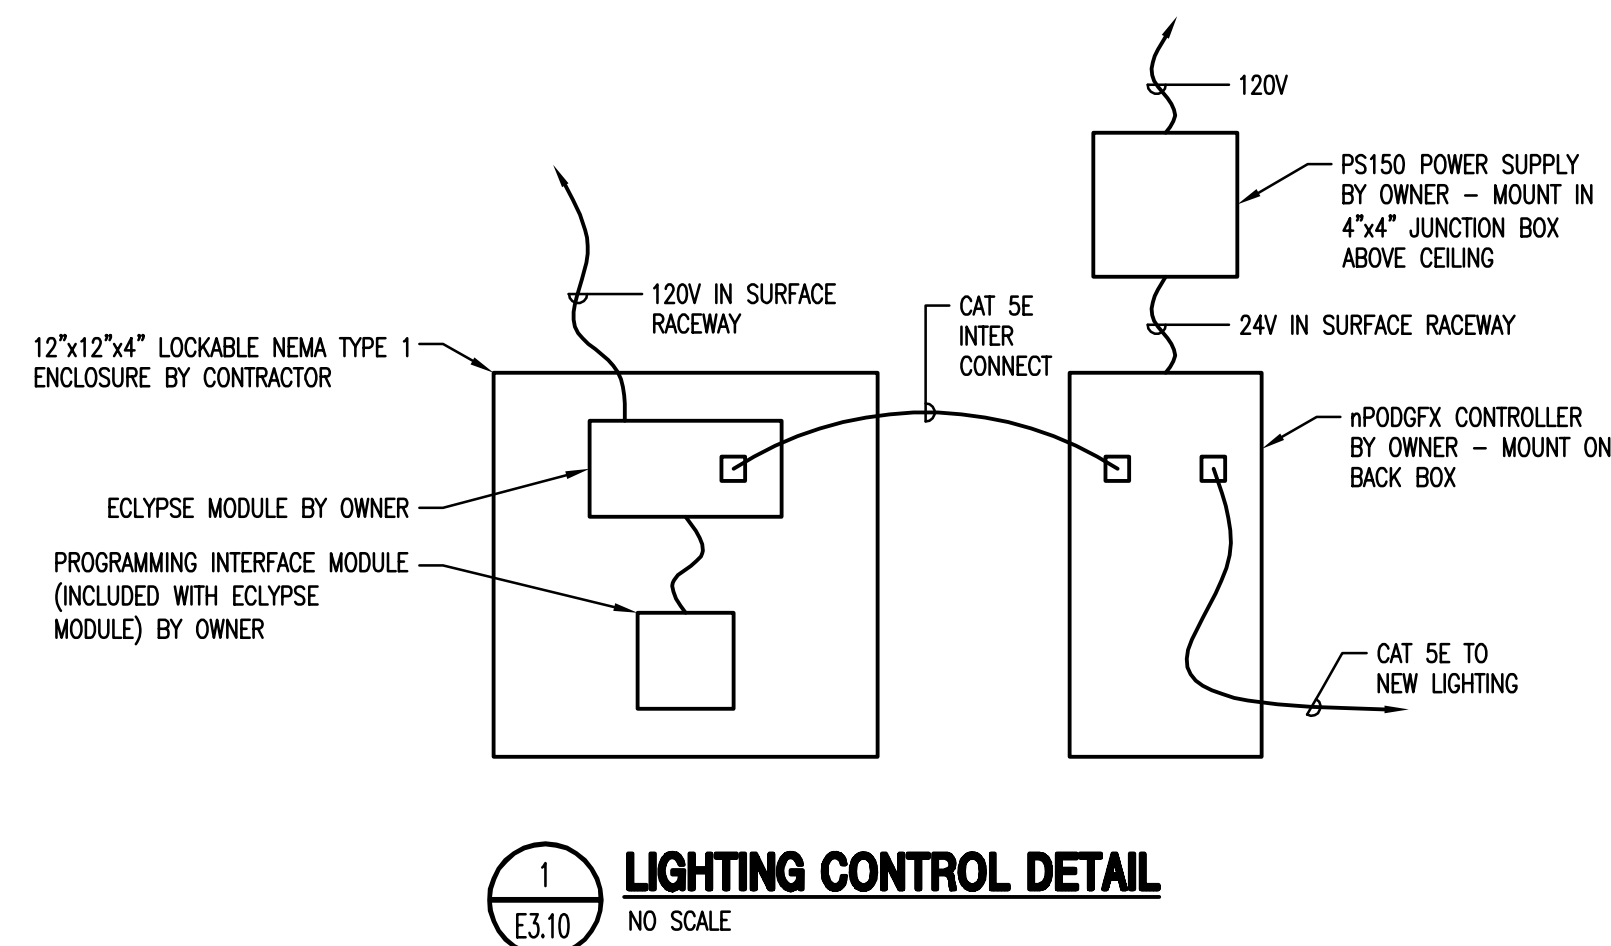 120V
PS150 POWER SUPPLY
BY OWNER - MOUNT IN
4"x4" JUNCTION BOX
ABOVE CEILING
120V IN SURFACE
RACEWAY
CAT 5E
INTER
CONNECT
24V IN SURFACE RACEWAY
12"x12"x4" LOCKABLE NEMA TYPE 1
ENCLOSURE BY CONTRACTOR
nPODGFX CONTROLLER
BY OWNER - MOUNT ON
BACK BOX
ECLYPSE MODULE BY OWNER
PROGRAMMING INTERFACE MODULE
(INCLUDED WITH ECLYPSE
MODULE) BY OWNER
CAT 5E TO
NEW LIGHTING
1
E3.10
LIGHTING CONTROL DETAIL
NO SCALE